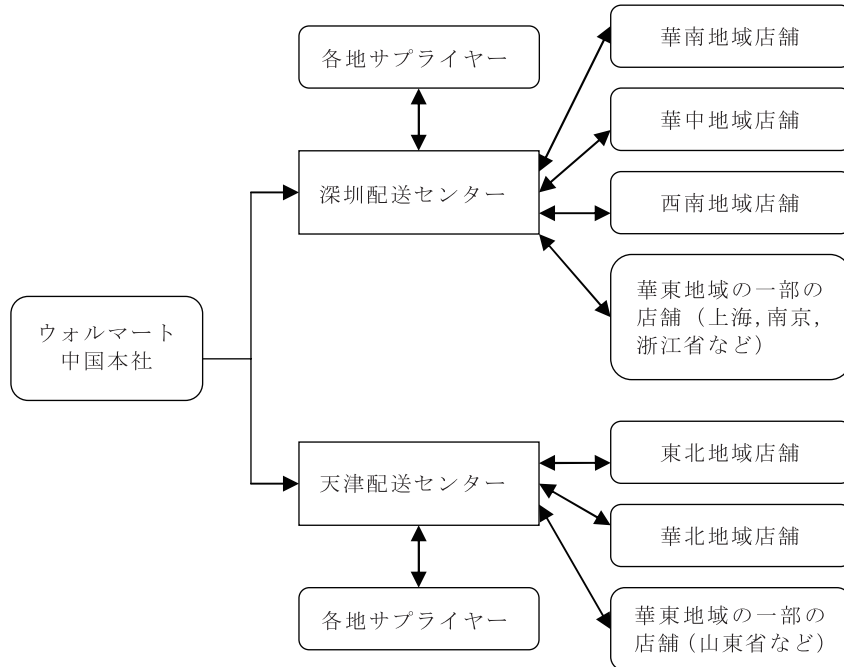 各地サプライヤー
深圳配送センター
華南地域店舗
華中地域店舗
西南地域店舗
華東地域の一部の
店舗（上海,南京,
浙江省など）
ウォルマート
中国本社
天津配送センター
各地サプライヤー
東北地域店舗
華北地域店舗
華東地域の一部の
店舗（山東省など）